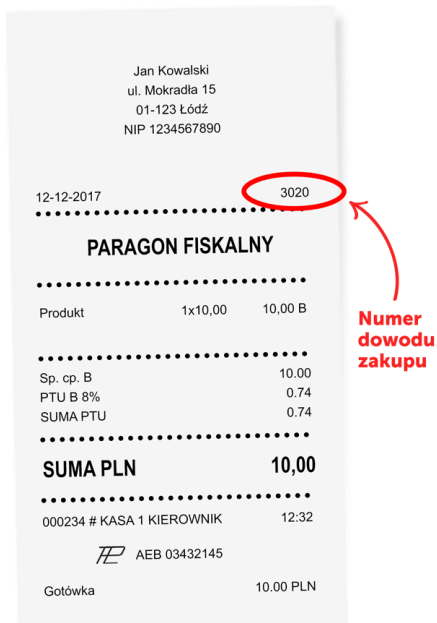 Jan Kowalski
ul. Mokradła 15
01-123 Łódź
NIP 1234567890
12-12-2017 3020
PARAGON FISKALNY
Produkt 1x10,00 10,00 B
Numer
dowodu
zakupu
Sp. cp. B 10.00
PTU B 8% 0.74
SUMA PTU 0.74
SUMA PLN 10,00
000234 # KASA 1 KIEROWNIK 12:32
AEB 03432145
Gotówka 10.00 PLN